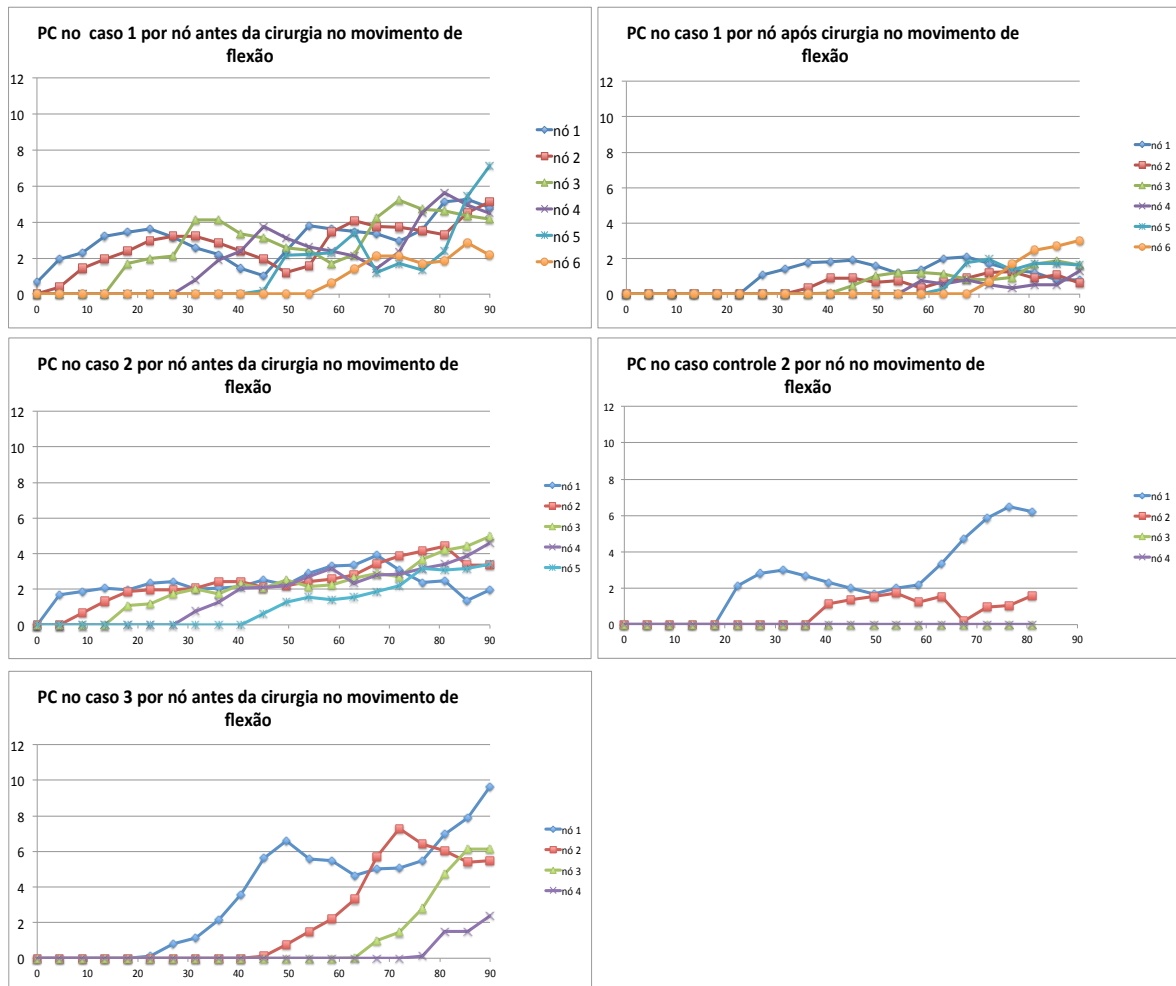 PC no caso 1 por nó antes da cirurgia no movimento de
flexão
12
10
8
6
4
2
0
0 10 20 30 40 50 60 70 80 90
nó 1
nó 2
nó 3
nó 4
nó 5
nó 6
PC no caso 1 por nó após cirurgia no movimento de
flexão
12
10
8
6
4
2
0
0 10 20 30 40 50 60 70 80 90
nó 1
nó 2
nó 3
nó 4
nó 5
nó 6
PC no caso 2 por nó antes da cirurgia no movimento de
flexão
12
10
8
6
4
2
0
0 10 20 30 40 50 60 70 80 90
nó 1
nó 2
nó 3
nó 4
nó 5
PC no caso controle 2 por nó no movimento de
flexão
12
10
8
6
4
2
0
0 10 20 30 40 50 60 70 80 90
nó 1
nó 2
nó 3
nó 4
PC no caso 3 por nó antes da cirurgia no movimento de
flexão
12
10
8
6
4
2
0
0 10 20 30 40 50 60 70 80 90
nó 1
nó 2
nó 3
nó 4